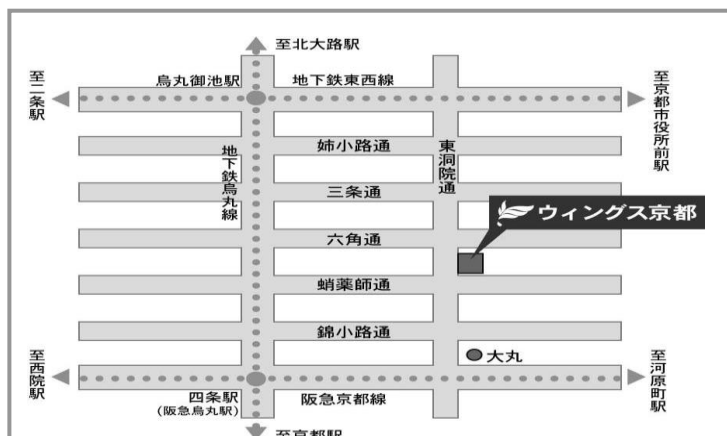 至北大路駅
烏丸御池駅
地下鉄東西線
至二条駅
至京都市役所前駅
姉小路通
地下鉄烏丸線
東洞院通
三条通
ウィングス京都
六角通
蛸薬師通
錦小路通
大丸
至西院駅
至河原町駅
四条駅
(阪急烏丸駅)
阪急京都線
至京都駅